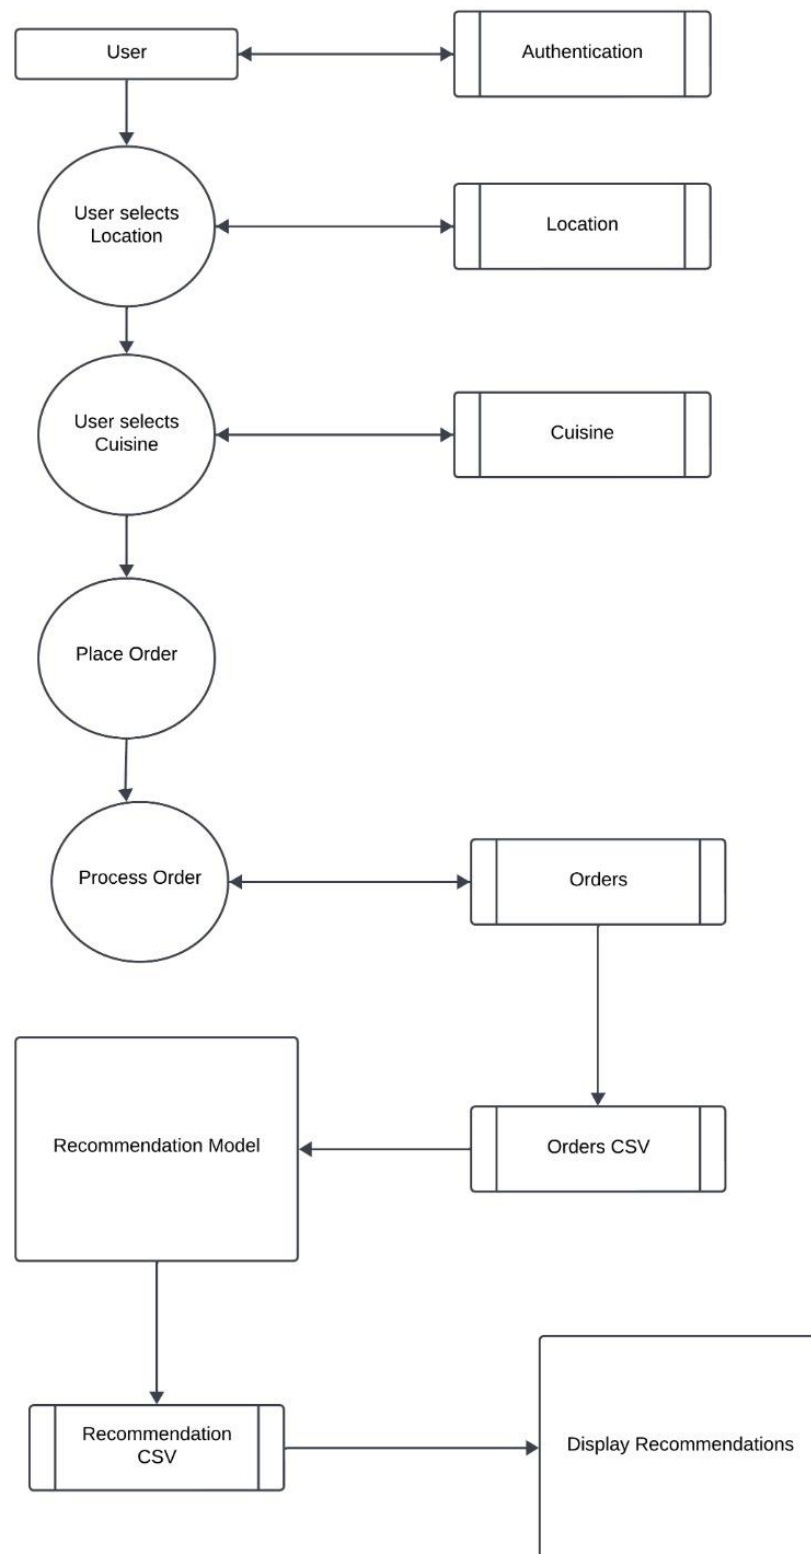 User
Authentication
User selects
Location
Location
User selects
Cuisine
Cuisine
Place Order
Process Order
Orders
Recommendation Model
Orders CSV
Recommendation
CSV
Display Recommendations